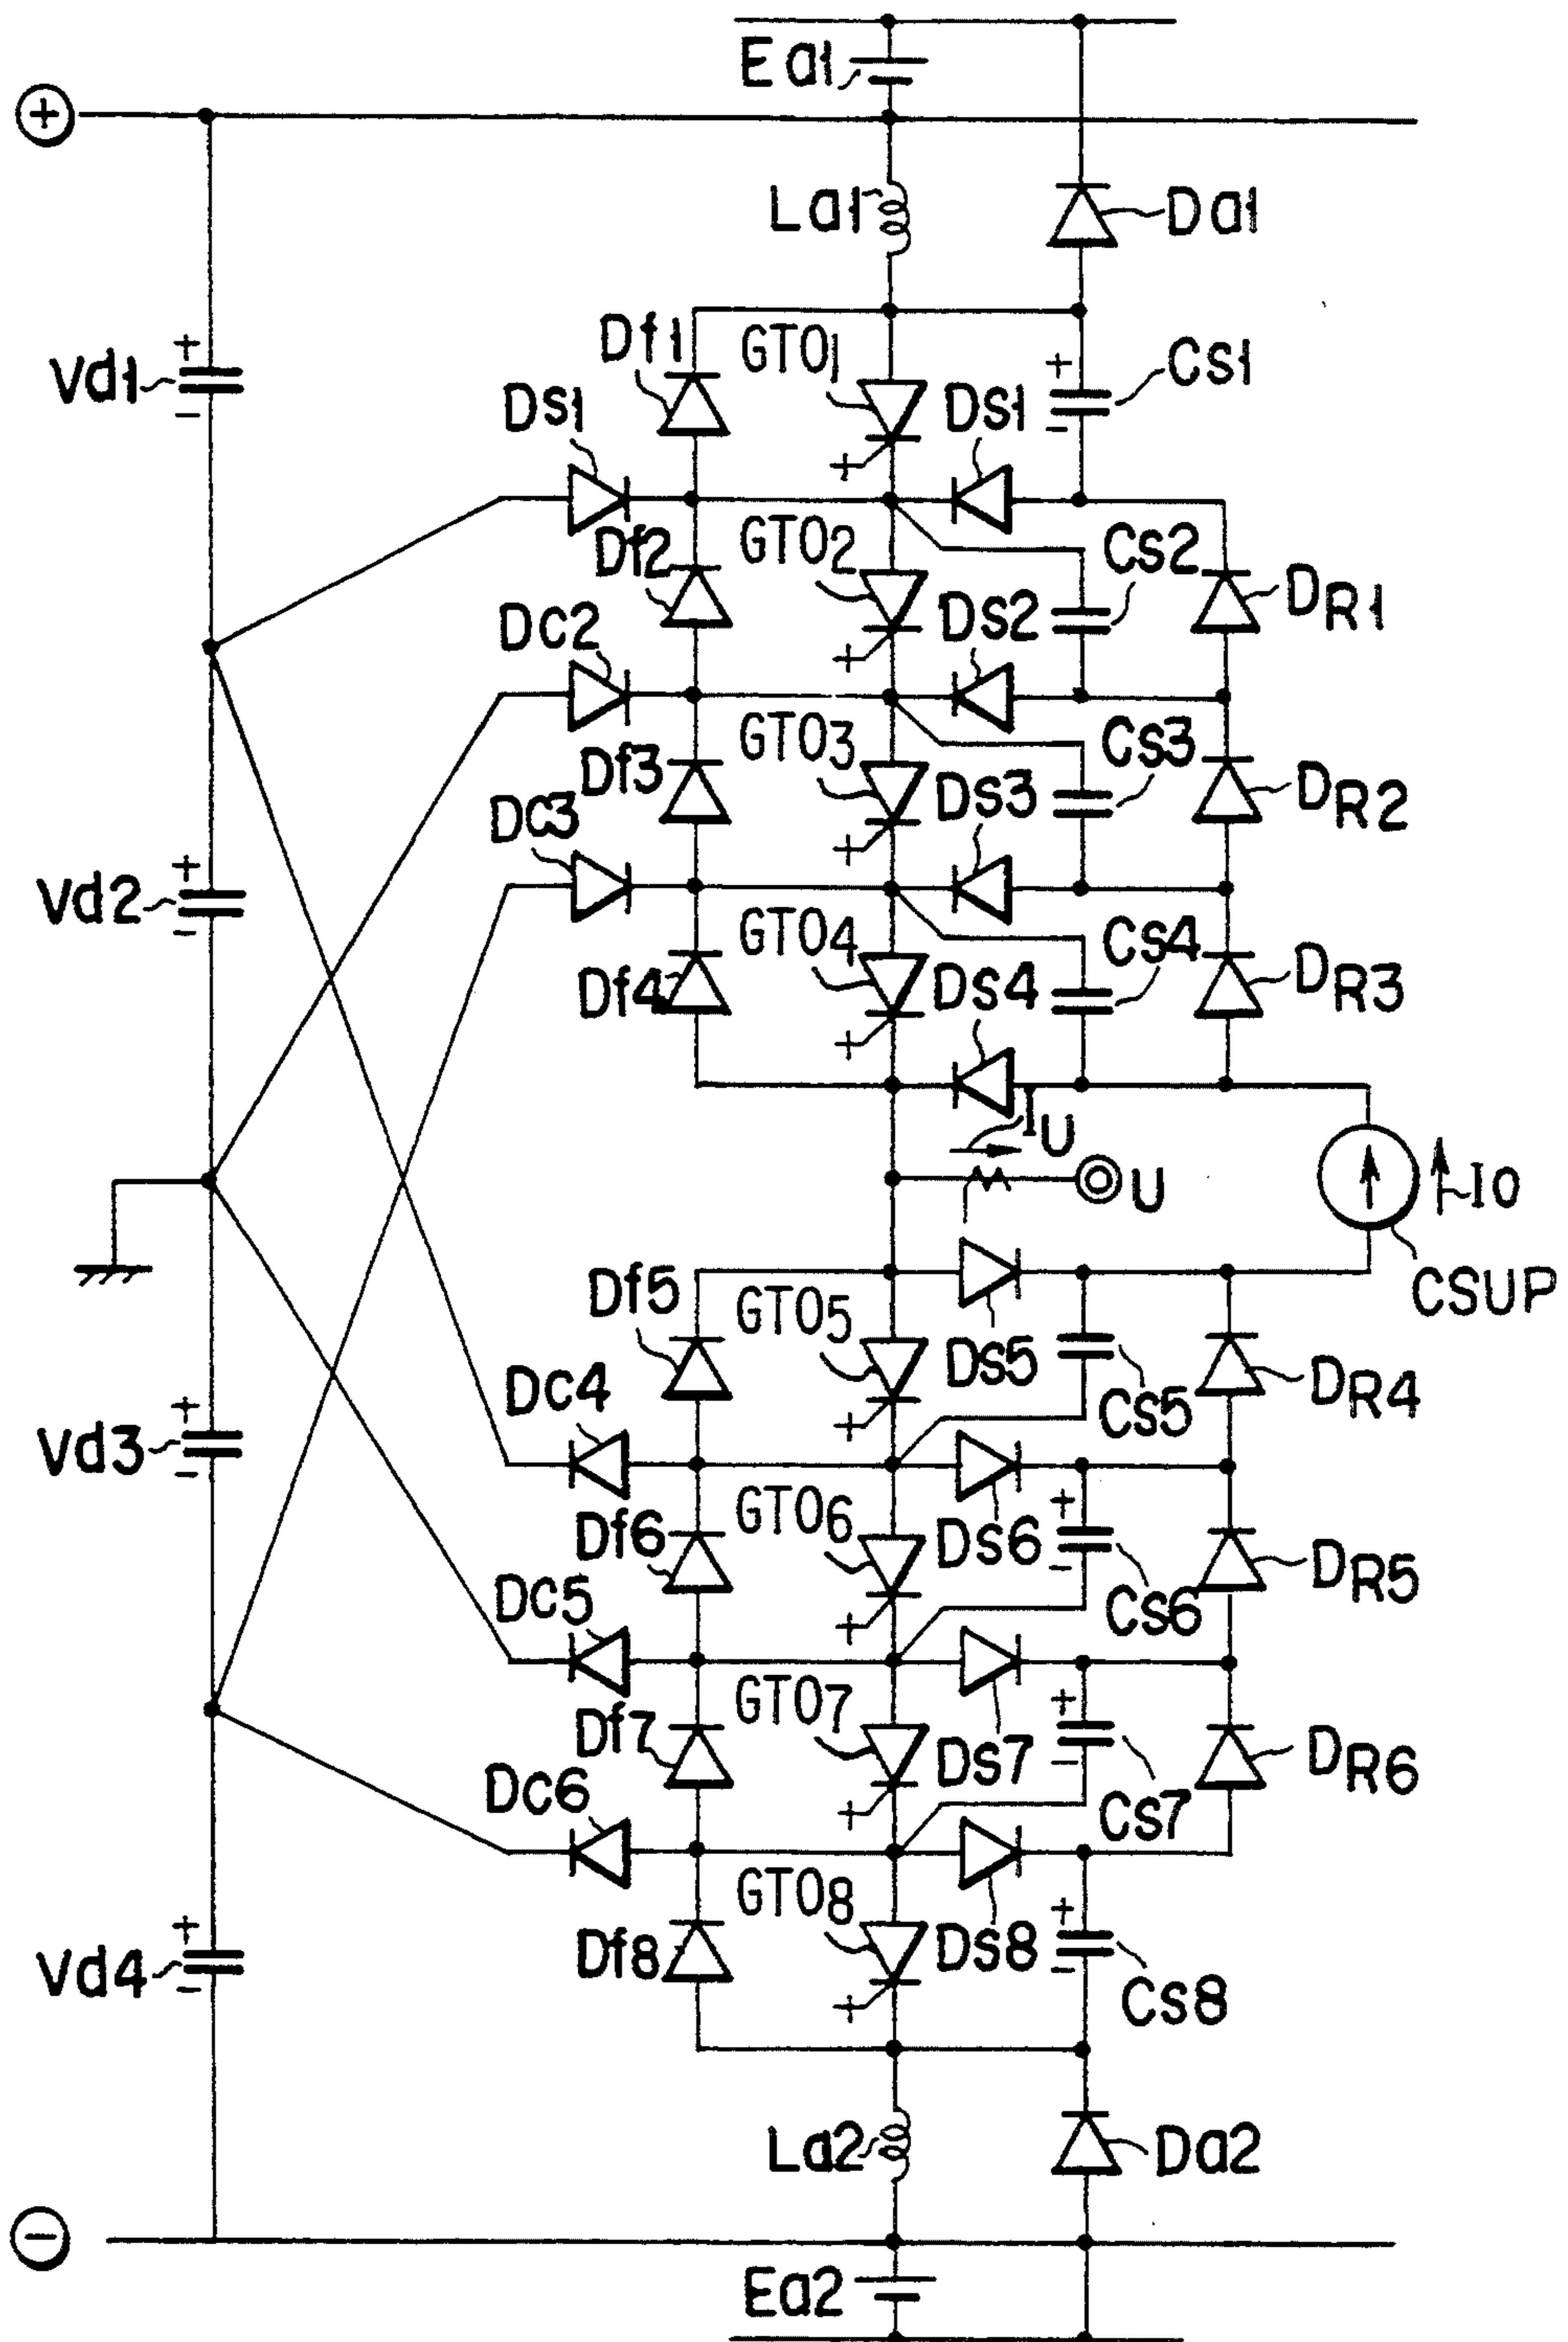 Ea1
+
La1
Da1
Df1
GTO1
Cs1
+
Vd1
+
-
Ds1
Ds1
-
+
Df2
GTO2
Cs2
DR1
Dc2
Ds2
+
Df3
GTO3
Cs3
DR2
Dc3
Ds3
+
Vd2
+
-
Df4
GTO4
Cs4
DR3
Ds4
+
IU
U
I0
CSUP
Df5
GTO5
Ds5
Cs5
DR4
Dc4
+
Vd3
+
-
Df6
GTO6
Ds6
+
-
Cs6
DR5
Dc5
+
Df7
GTO7
Ds7
+
-
Cs7
DR6
Dc6
+
Vd4
+
-
Df8
GTO8
Ds8
+
-
Cs8
+
La2
Da2
-
Ea2